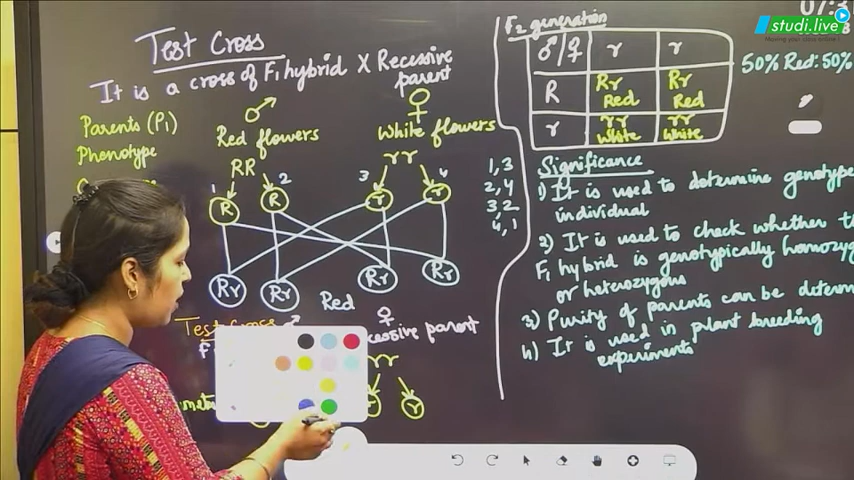 Test Cross
It is a cross of F1 hybrid X Recessive
parent
♂ ♀
Parents (P1) Red flowers White flowers
Phenotype RR rr
1 2 3 4
R R r r
1,3
2,4
3,2
4,1
Rr Rr Rr Rr
Red
Test Cross ♂ ♀
recessive parent
rr
r
F2 generation
♂/♀ r r
R Rr Rr
Red Red
r rr rr
White White
50% Red: 50%
Significance
1) It is used to determine genotype
individual
2) It is used to check whether
F1 hybrid is genotypically
or heterozygous
3) Purity of parents can be
4) It is used in plant breeding
experiments
studi.live